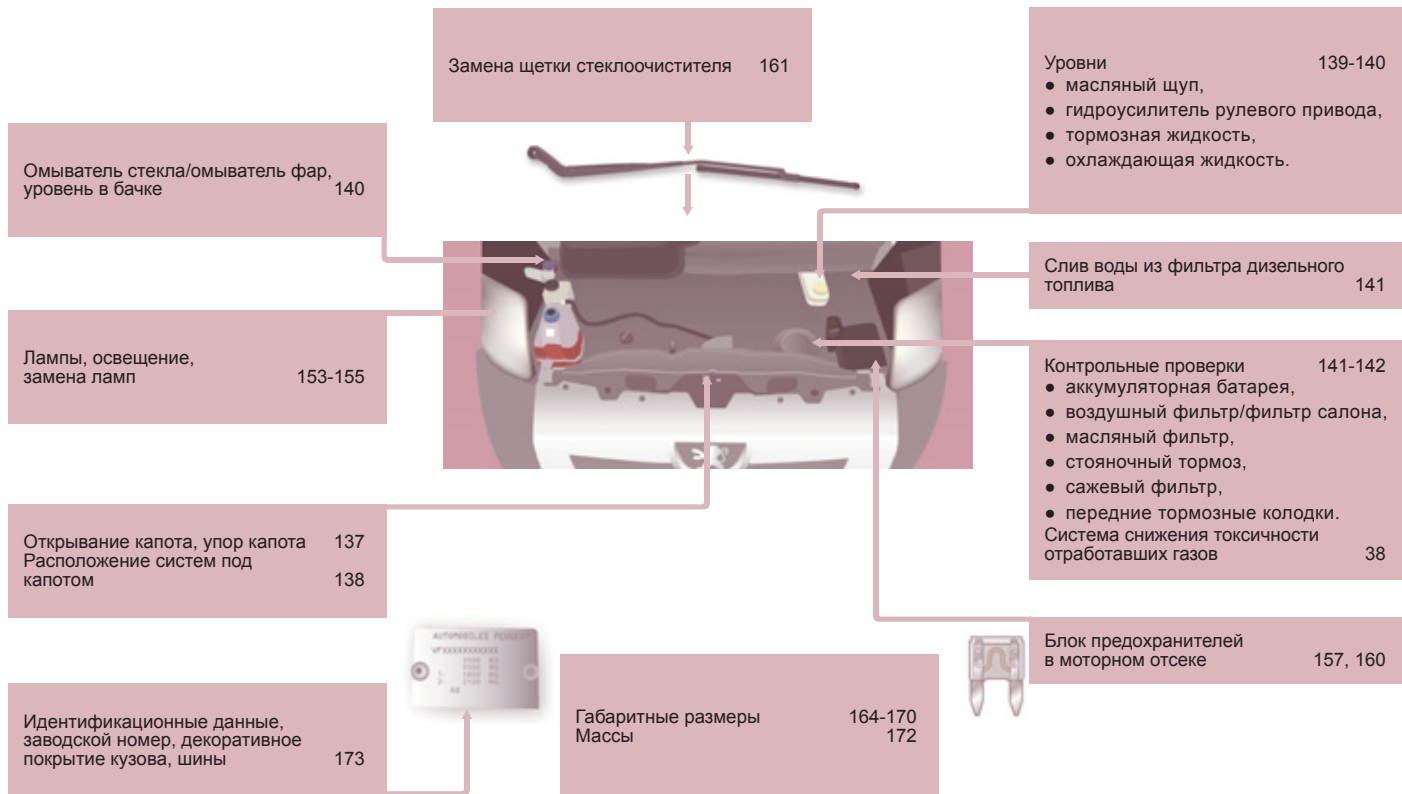 Замена щетки стеклоочистителя 161
Уровни 139-140
● масляный щуп,
● гидроусилитель рулевого привода,
● тормозная жидкость,
● охлаждающая жидкость.
Омыватель стекла/омыватель фар,
уровень в бачке 140
Слив воды из фильтра дизельного
топлива 141
Лампы, освещение,
замена ламп 153-155
Контрольные проверки 141-142
● аккумуляторная батарея,
● воздушный фильтр/фильтр салона,
● масляный фильтр,
● стояночный тормоз,
● сажевый фильтр,
● передние тормозные колодки.
Система снижения токсичности
отработавших газов 38
Открывание капота, упор капота 137
Расположение систем под
капотом 138
Блок предохранителей
в моторном отсеке 157, 160
AUTOMOBILES PEUGEOT
Идентификационные данные,
заводской номер, декоративное
покрытие кузова, шины 173
Габаритные размеры 164-170
Массы 172